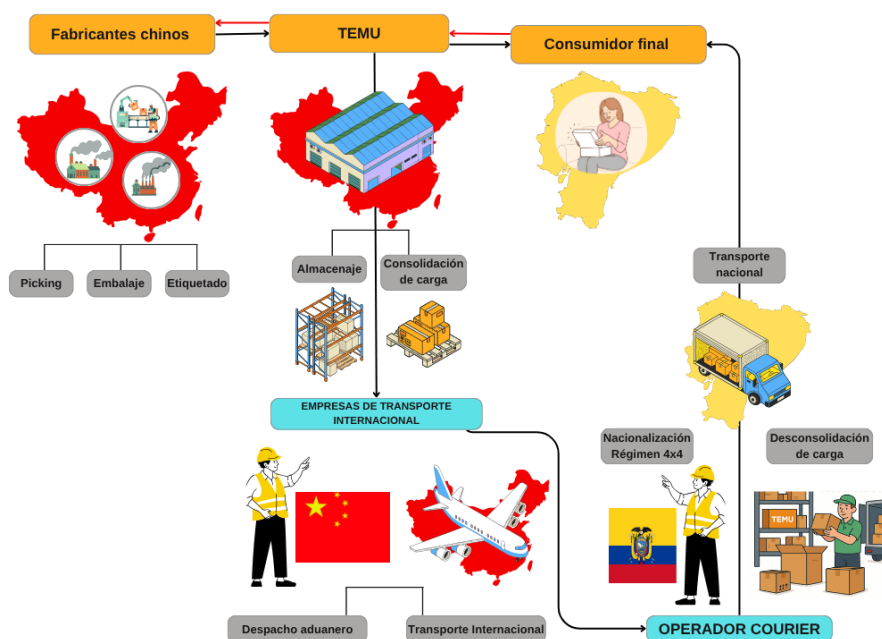 Fabricantes chinos
TEMU
Consumidor final
Picking
Embalaje
Etiquetado
Almacenaje
Consolidación
de carga
Transporte
nacional
EMPRESAS DE TRANSPORTE
INTERNACIONAL
Nacionalización
Régimen 4x4
Desconsolidación
de carga
TEMU
Despacho aduanero
Transporte Internacional
OPERADOR COURIER